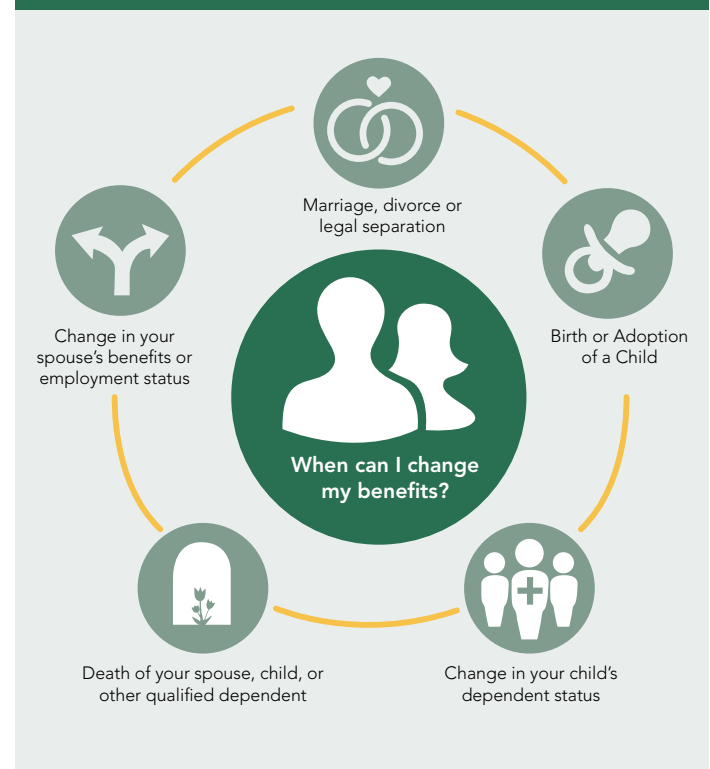 Marriage, divorce or
legal separation
Birth or Adoption
of a Child
Change in your
spouse's benefits or
employment status
When can I change
my benefits?
Death of your spouse, child, or
other qualified dependent
Change in your child's
dependent status